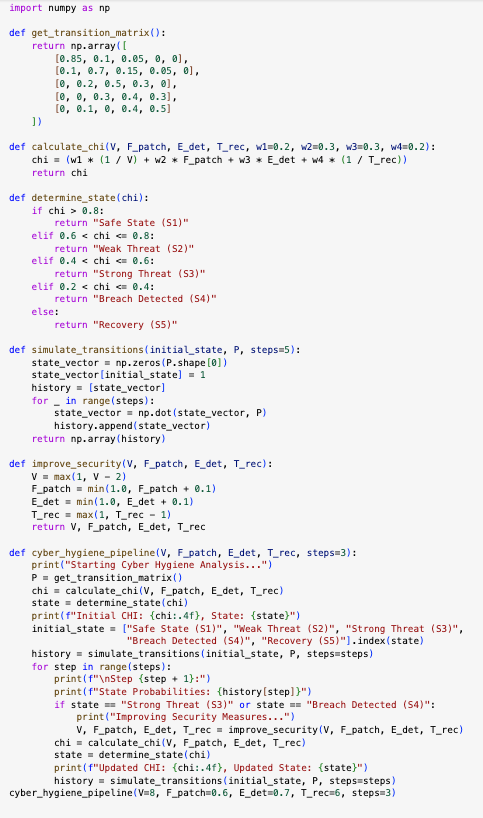 import numpy as np
def get_transition_matrix():
    return np.array([
        [0.85, 0.1, 0.05, 0, 0],
        [0.1, 0.7, 0.15, 0.05, 0],
        [0, 0.2, 0.5, 0.3, 0],
        [0, 0, 0.3, 0.4, 0.3],
        [0, 0.1, 0, 0.4, 0.5]
    ])
def calculate_chi(V, F_patch, E_det, T_rec, w1=0.2, w2=0.3, w3=0.3, w4=0.2):
    chi = (w1 * (1 / V) + w2 * F_patch + w3 * E_det + w4 * (1 / T_rec))
    return chi
def determine_state(chi):
    if chi > 0.8:
        return "Safe State (S1)"
    elif 0.6 < chi <= 0.8:
        return "Weak Threat (S2)"
    elif 0.4 < chi <= 0.6:
        return "Strong Threat (S3)"
    elif 0.2 < chi <= 0.4:
        return "Breach Detected (S4)"
    else:
        return "Recovery (S5)"
def simulate_transitions(initial_state, P, steps=5):
    state_vector = np.zeros(P.shape[0])
    state_vector[initial_state] = 1
    history = [state_vector]
    for _ in range(steps):
        state_vector = np.dot(state_vector, P)
        history.append(state_vector)
    return np.array(history)
def improve_security(V, F_patch, E_det, T_rec):
    V = max(1, V - 2)
    F_patch = min(1.0, F_patch + 0.1)
    E_det = min(1.0, E_det + 0.1)
    T_rec = max(1, T_rec - 1)
    return V, F_patch, E_det, T_rec
def cyber_hygiene_pipeline(V, F_patch, E_det, T_rec, steps=3):
    print("Starting Cyber Hygiene Analysis...")
    P = get_transition_matrix()
    chi = calculate_chi(V, F_patch, E_det, T_rec)
    state = determine_state(chi)
    print(f"Initial CHI: {chi:.4f}, State: {state}")
    initial_state = ["Safe State (S1)", "Weak Threat (S2)", "Strong Threat (S3)",
                     "Breach Detected (S4)", "Recovery (S5)"].index(state)
    history = simulate_transitions(initial_state, P, steps=steps)
    for step in range(steps):
        print(f"\nStep {step + 1}:")
        print(f"State Probabilities: {history[step]}")
        if state == "Strong Threat (S3)" or state == "Breach Detected (S4)":
            print("Improving Security Measures...")
            V, F_patch, E_det, T_rec = improve_security(V, F_patch, E_det, T_rec)
        chi = calculate_chi(V, F_patch, E_det, T_rec)
        state = determine_state(chi)
        print(f"Updated CHI: {chi:.4f}, Updated State: {state}")
        history = simulate_transitions(initial_state, P, steps=steps)
cyber_hygiene_pipeline(V=8, F_patch=0.6, E_det=0.7, T_rec=6, steps=3)